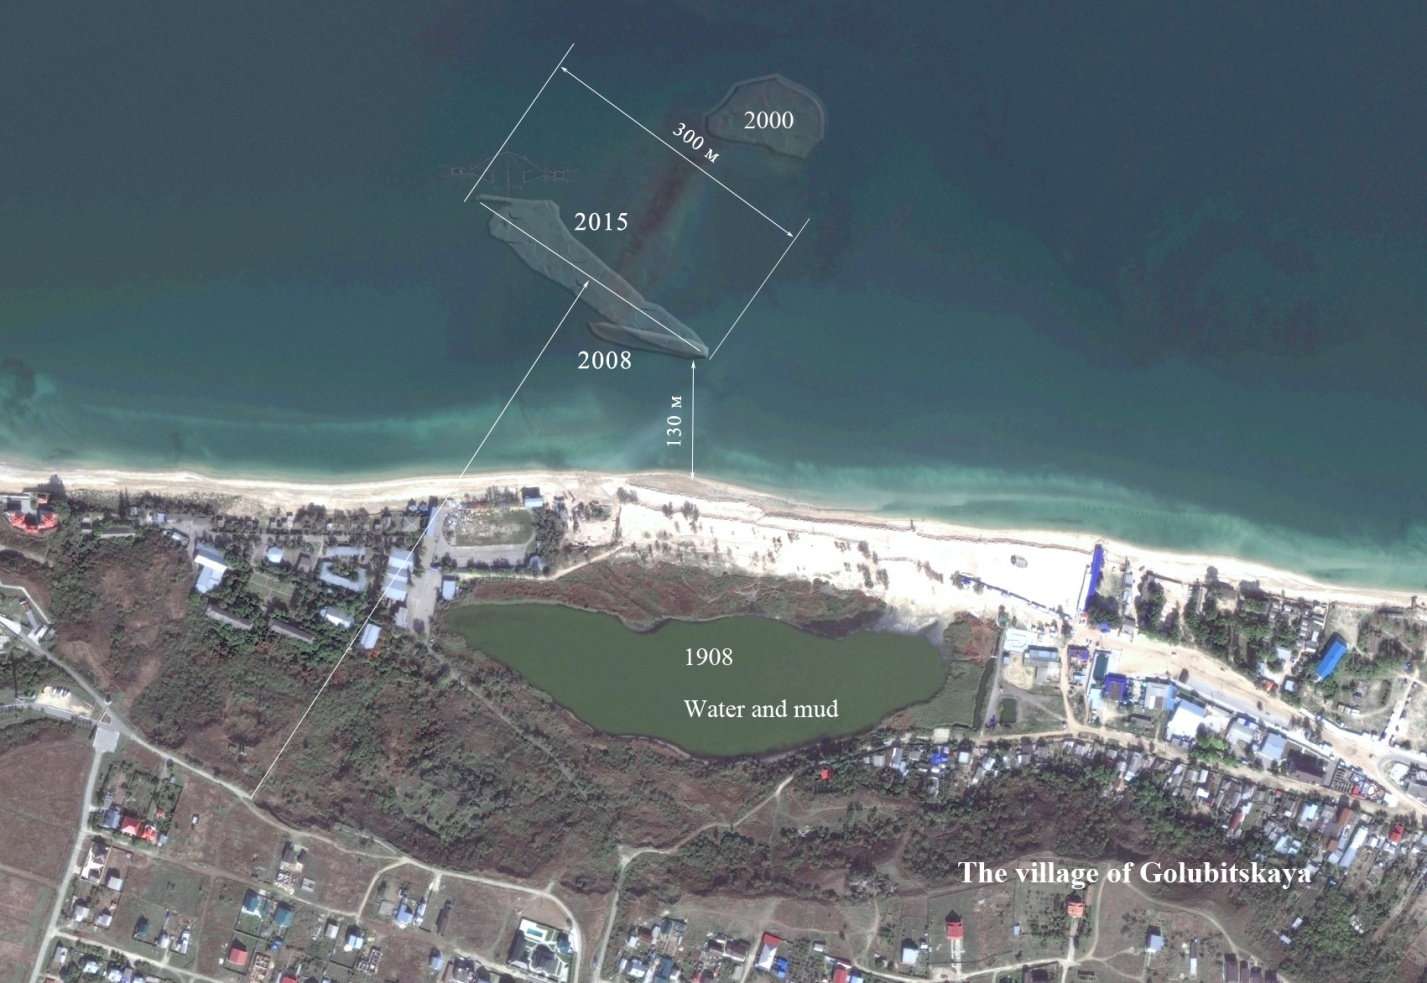 2000
300 м
2015
2008
130 м
1908
Water and mud
The village of Golubitskaya